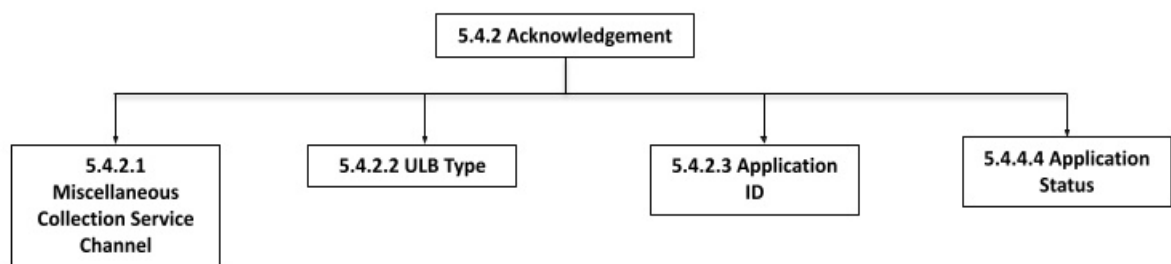 5.4.2 Acknowledgement
5.4.2.1
Miscellaneous
Collection Service
Channel
5.4.2.2 ULB Type
5.4.2.3 Application
ID
5.4.4.4 Application
Status